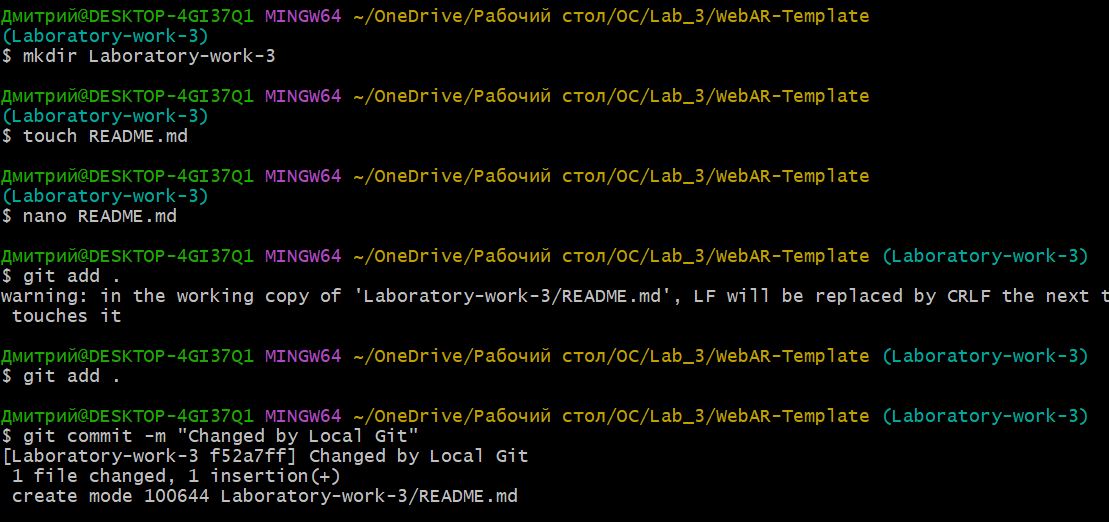 Дмитрий@DESKTOP-4GI37Q1 MINGW64 ~/OneDrive/Рабочий стол/ОС/Lab_3/WebAR-Template
(Laboratory-work-3)
$ mkdir Laboratory-work-3
Дмитрий@DESKTOP-4GI37Q1 MINGW64 ~/OneDrive/Рабочий стол/ОС/Lab_3/WebAR-Template
(Laboratory-work-3)
$ touch README.md
Дмитрий@DESKTOP-4GI37Q1 MINGW64 ~/OneDrive/Рабочий стол/ОС/Lab_3/WebAR-Template
(Laboratory-work-3)
$ nano README.md
Дмитрий@DESKTOP-4GI37Q1 MINGW64 ~/OneDrive/Рабочий стол/ОС/Lab_3/WebAR-Template (Laboratory-work-3)
$ git add .
warning: in the working copy of 'Laboratory-work-3/README.md', LF will be replaced by CRLF the next t
touches it
Дмитрий@DESKTOP-4GI37Q1 MINGW64 ~/OneDrive/Рабочий стол/ОС/Lab_3/WebAR-Template (Laboratory-work-3)
$ git add .
Дмитрий@DESKTOP-4GI37Q1 MINGW64 ~/OneDrive/Рабочий стол/ОС/Lab_3/WebAR-Template (Laboratory-work-3)
$ git commit -m "Changed by Local Git"
[Laboratory-work-3 f52a7ff] Changed by Local Git
1 file changed, 1 insertion(+)
create mode 100644 Laboratory-work-3/README.md